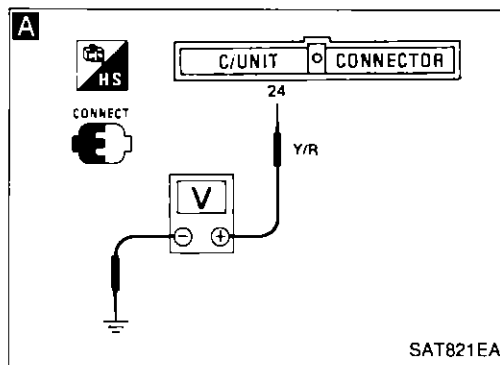 A
C/UNIT CONNECTOR
HS
24
CONNECT
Y/R
V
− +
SAT821EA